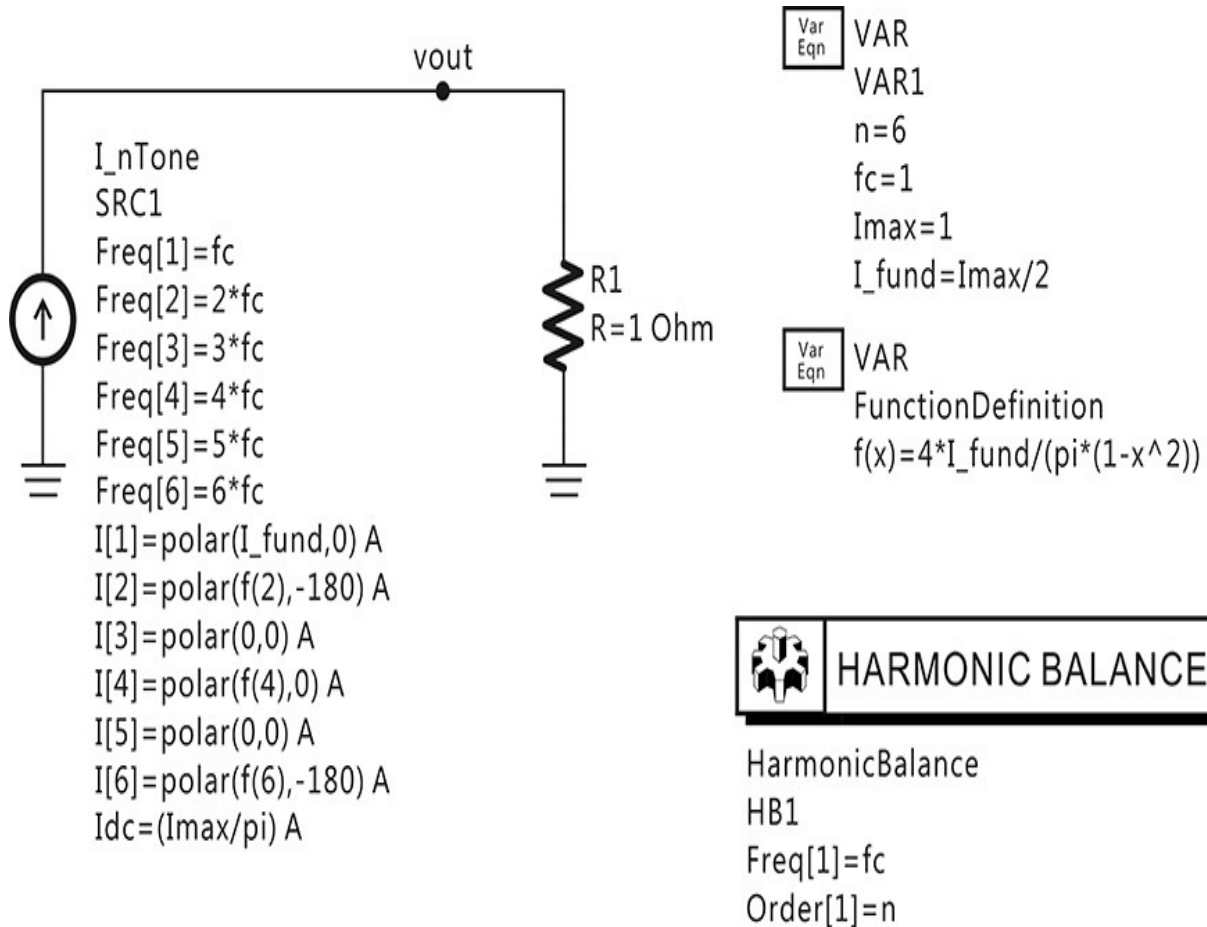 vout
I_nTone
SRC1
Freq[1]=fc
Freq[2]=2*fc
Freq[3]=3*fc
Freq[4]=4*fc
Freq[5]=5*fc
Freq[6]=6*fc
I[1]=polar(I_fund,0) A
I[2]=polar(f(2),-180) A
I[3]=polar(0,0) A
I[4]=polar(f(4),0) A
I[5]=polar(0,0) A
I[6]=polar(f(6),-180) A
Idc=(Imax/pi) A
R1
R=1 Ohm
Var
Eqn
VAR
VAR1
n=6
fc=1
Imax=1
I_fund=Imax/2
Var
Eqn
VAR
FunctionDefinition
f(x)=4*I_fund/(pi*(1-x^2))
HARMONIC BALANCE
HarmonicBalance
HB1
Freq[1]=fc
Order[1]=n